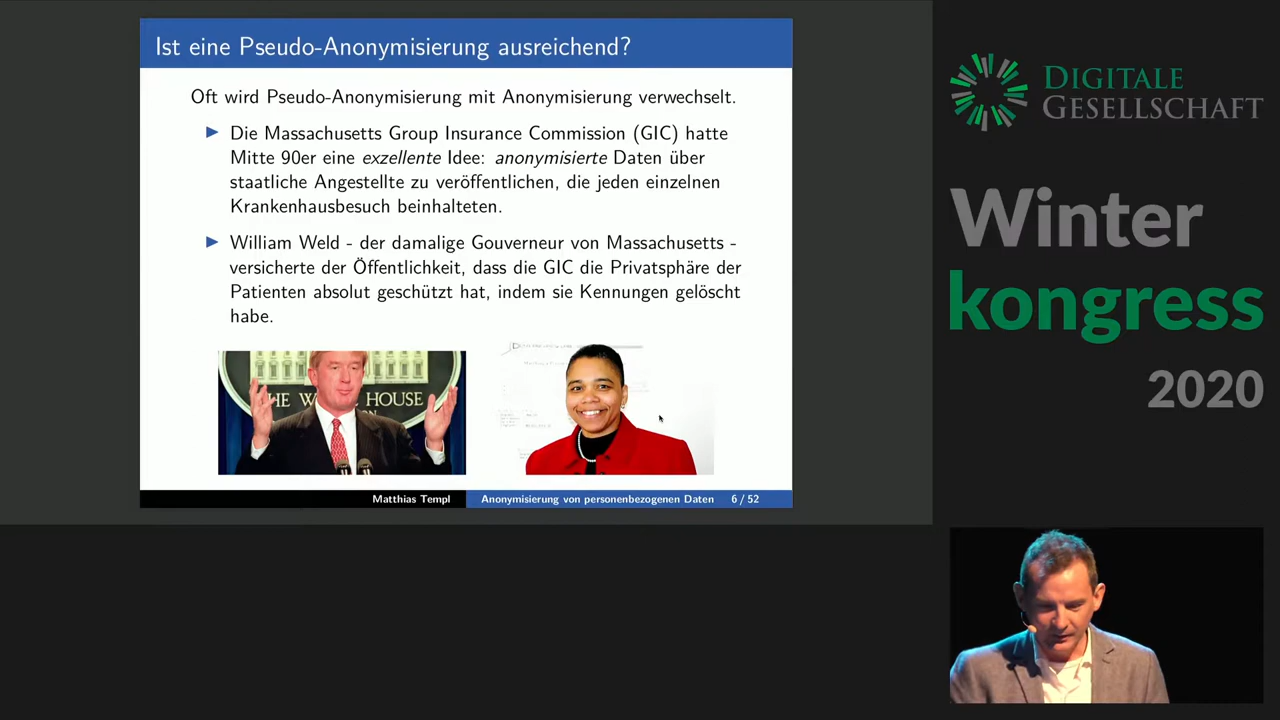 Ist eine Pseudo-Anonymisierung ausreichend?
Oft wird Pseudo-Anonymisierung mit Anonymisierung verwechselt.
Die Massachusetts Group Insurance Commission (GIC) hatte
Mitte 90er eine exzellente Idee: anonymisierte Daten über
staatliche Angestellte zu veröffentlichen, die jeden einzelnen
Krankenhausbesuch beinhalteten.
William Weld - der damalige Gouverneur von Massachusetts -
versicherte der Öffentlichkeit, dass die GIC die Privatsphäre der
Patienten absolut geschützt hat, indem sie Kennungen gelöscht
habe.
HE WHITE HOUSE
Matthias Templ
Anonymisierung von personenbezogenen Daten
6 / 52
DIGITALE
GESELLSCHAFT
Winter
kongress
2020